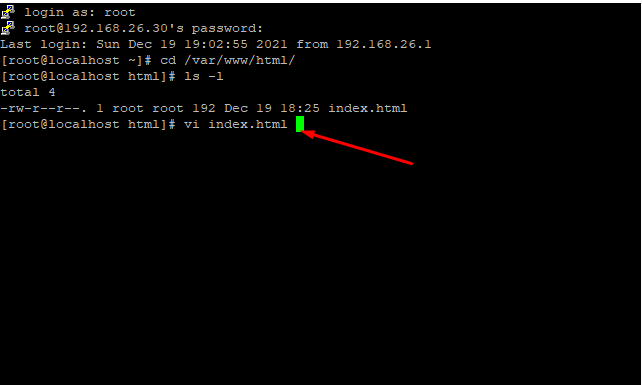 login as: root
root@192.168.26.30's password:
Last login: Sun Dec 19 19:02:55 2021 from 192.168.26.1
[root@localhost ~]# cd /var/www/html/
[root@localhost html]# ls -l
total 4
-rw-r--r--. 1 root root 192 Dec 19 18:25 index.html
[root@localhost html]# vi index.html